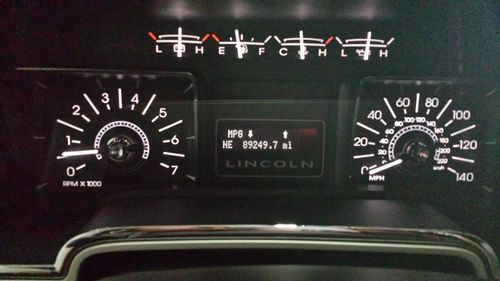 L H E F C H L H
0 1 2 3 4 5 6 7
RPM X 1000
MPG
NE 89249.7 mi
LINCOLN
0 20 40 60 80 100 120 140
MPH
km/h